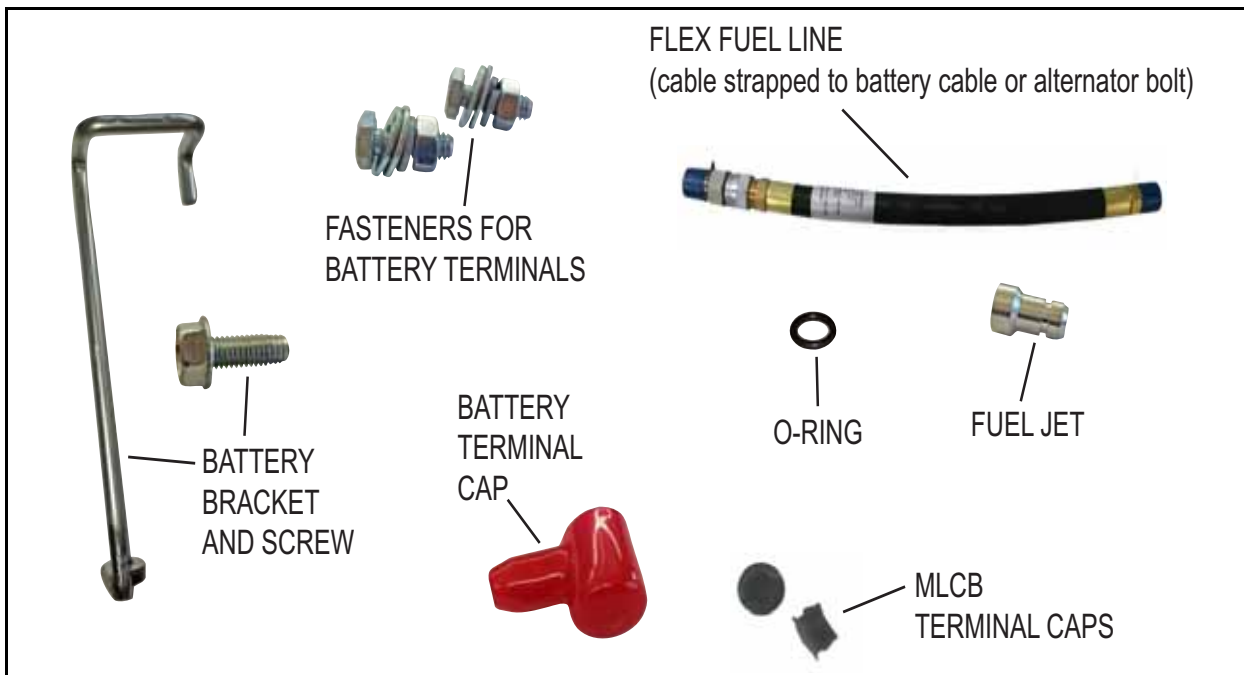 FLEX FUEL LINE
(cable strapped to battery cable or alternator bolt)
FASTENERS FOR
BATTERY TERMINALS
O-RING
FUEL JET
BATTERY
TERMINAL
CAP
BATTERY
BRACKET
AND SCREW
MLCB
TERMINAL CAPS